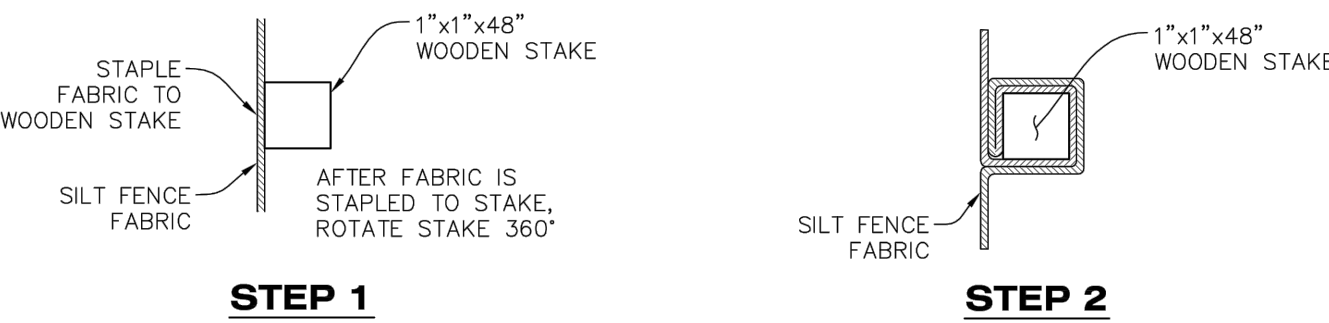 1”x1”x48”
WOODEN STAKE
STAPLE
FABRIC TO
WOODEN STAKE
SILT FENCE
FABRIC
AFTER FABRIC IS
STAPLED TO STAKE,
ROTATE STAKE 360°
STEP 1
1”x1”x48”
WOODEN STAKE
SILT FENCE
FABRIC
STEP 2